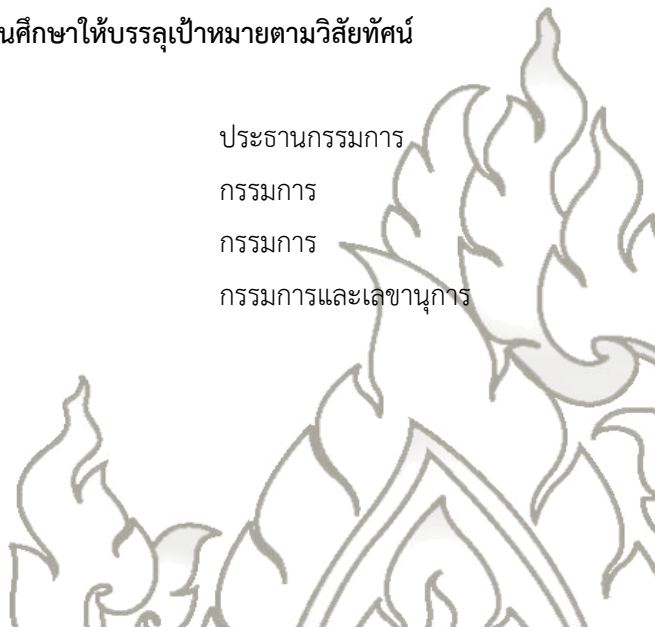 นศึกษาให้บรรลุเป้าหมายตามวิสัยทัศน์
ประธานกรรมการ
กรรมการ
กรรมการ
กรรมการและเลขานุการ